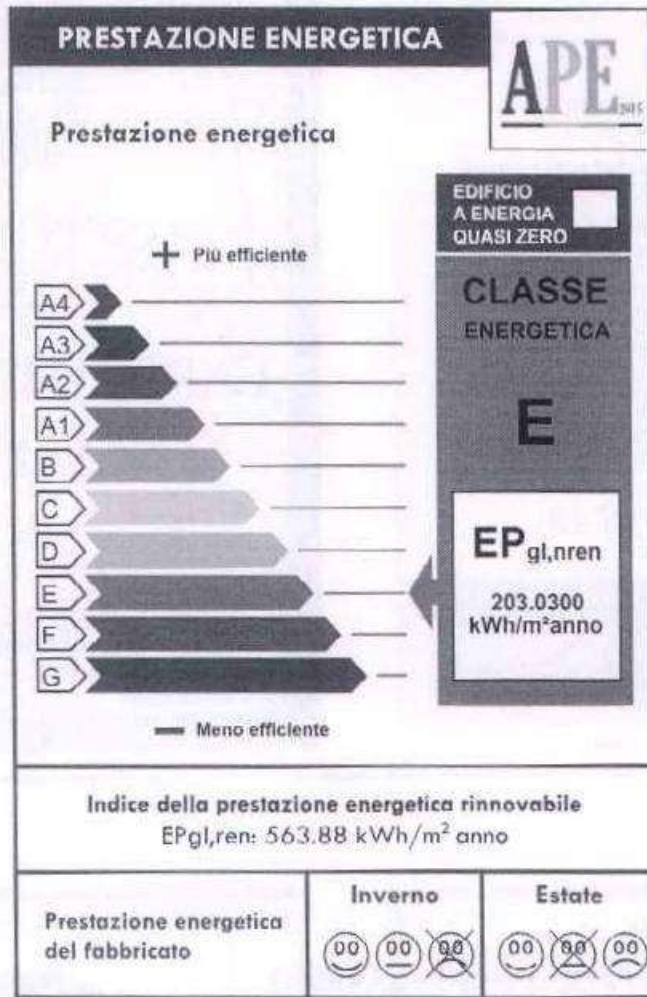 PRESTAZIONE ENERGETICA
APE 2015
Prestazione energetica
EDIFICIO
A ENERGIA
QUASI ZERO
+ Più efficiente
CLASSE
ENERGETICA
E
A4
A3
A2
A1
B
C
D
E
F
G
EPgl,nren
203.0300
kWh/m²anno
— Meno efficiente
Indice della prestazione energetica rinnovabile
EPgl,ren: 563.88 kWh/m² anno
Prestazione energetica
del fabbricato
Inverno
Estate